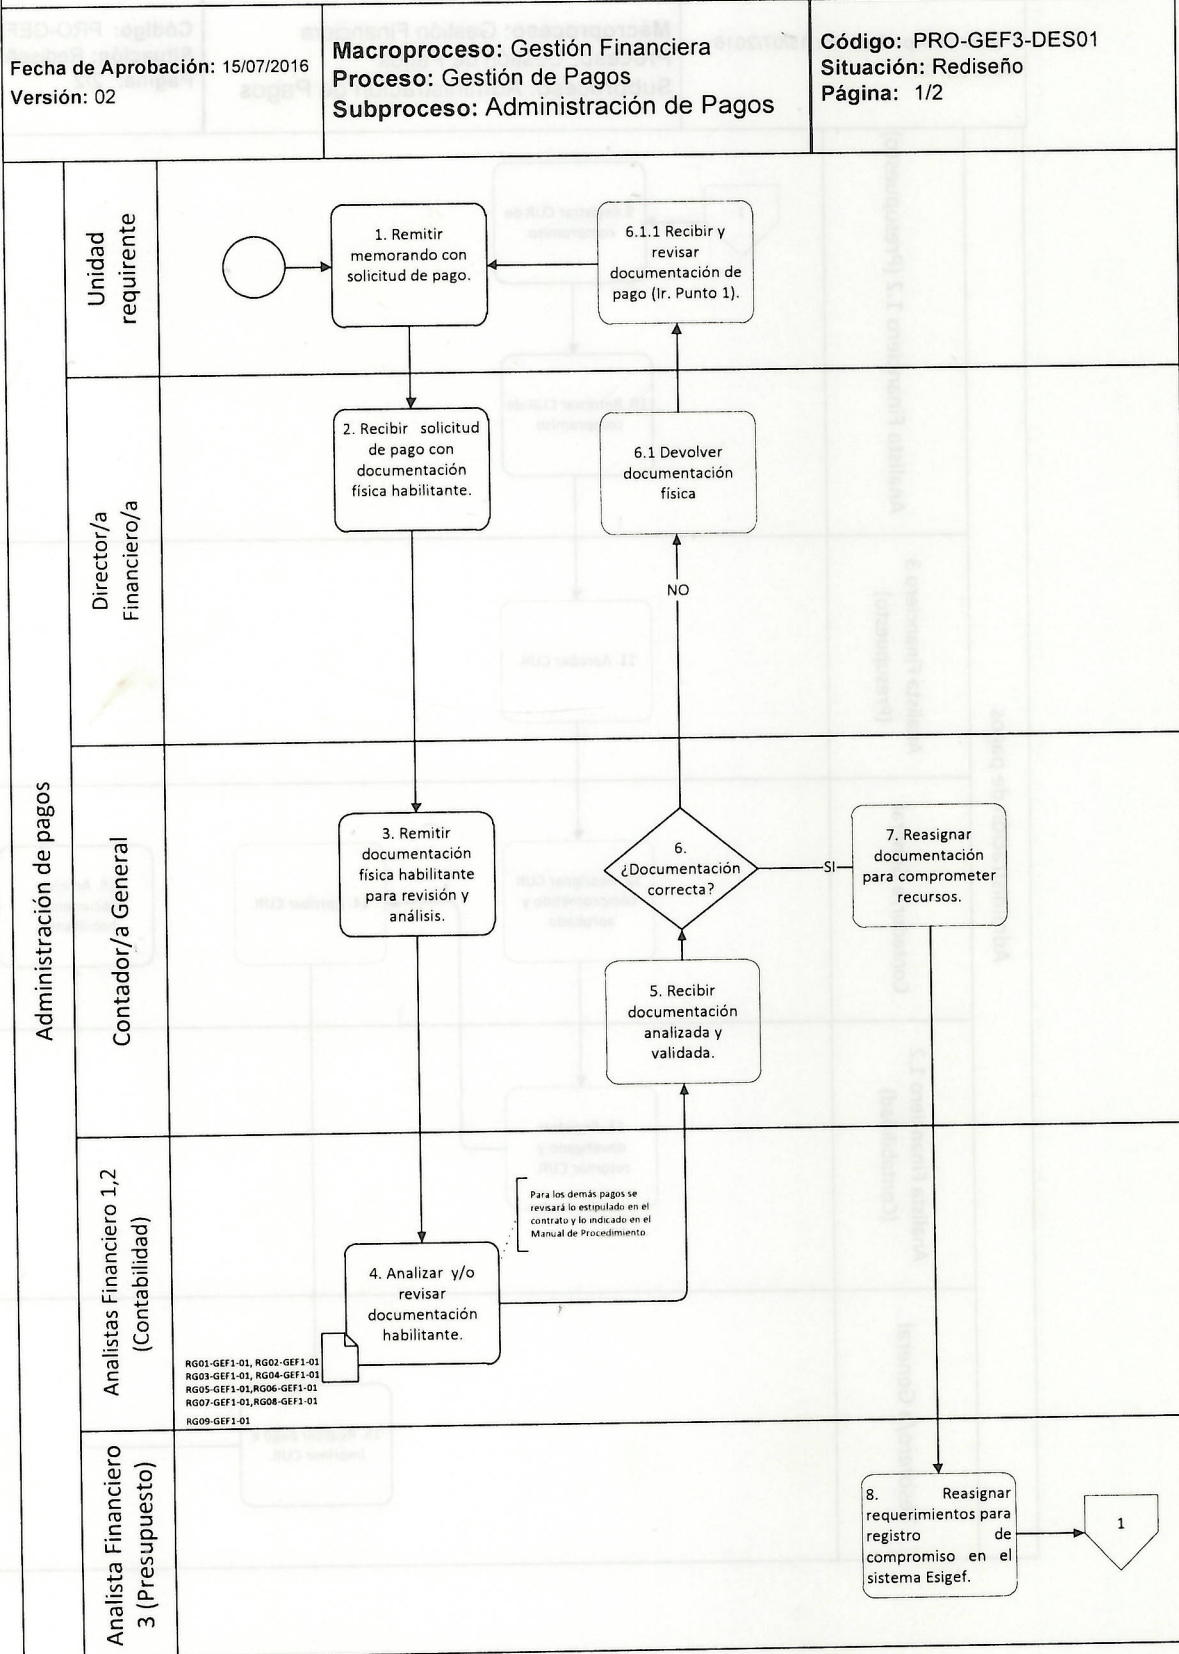 Fecha de Aprobación: 15/07/2016
Versión: 02
Macroproceso: Gestión Financiera
Proceso: Gestión de Pagos
Subproceso: Administración de Pagos
Código: PRO-GEF3-DES01
Situación: Rediseño
Página: 1/2
Administración de pagos
Unidad
requirente
1. Remitir
memorando con
solicitud de pago.
6.1.1 Recibir y
revisar
documentación de
pago (Ir. Punto 1).
Director/a
Financiero/a
2. Recibir solicitud
de pago con
documentación
física habilitante.
6.1 Devolver
documentación
física
NO
Contador/a General
3. Remitir
documentación
física habilitante
para revisión y
análisis.
6.
¿Documentación
correcta?
SI
7. Reasignar
documentación
para comprometer
recursos.
5. Recibir
documentación
analizada y
validada.
Analistas Financiero 1,2
(Contabilidad)
Para los demás pagos se
revisará lo estipulado en el
contrato y lo indicado en el
Manual de Procedimiento
4. Analizar y/o
revisar
documentación
habilitante.
RG01-GEF1-01, RG02-GEF1-01
RG03-GEF1-01, RG04-GEF1-01
RG05-GEF1-01,RG06-GEF1-01
RG07-GEF1-01,RG08-GEF1-01
RG09-GEF1-01
Analista Financiero
3 (Presupuesto)
8. Reasignar
requerimientos para
registro de
compromiso en el
sistema Esigef.
1